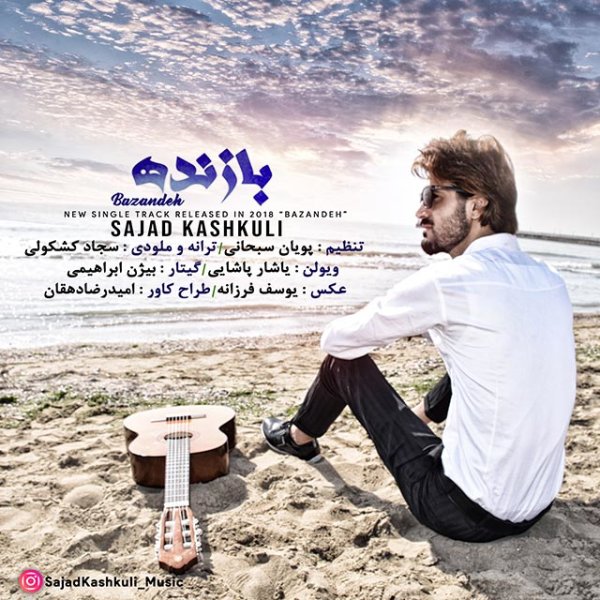 بازنده
Bazandeh
NEW SINGLE TRACK RELEASED IN 2018 "BAZANDEH"
SAJAD KASHKULI
تنظیم : پویان سبحانی/ترانه و ملودی : سجاد کشکولی
ویولن : یاشار پاشایی/گیتار : بیژن ابراهیمی
عکس : یوسف فرزانه/طراح کاور : امیدرضادهقان
SajadKashkuli_Music